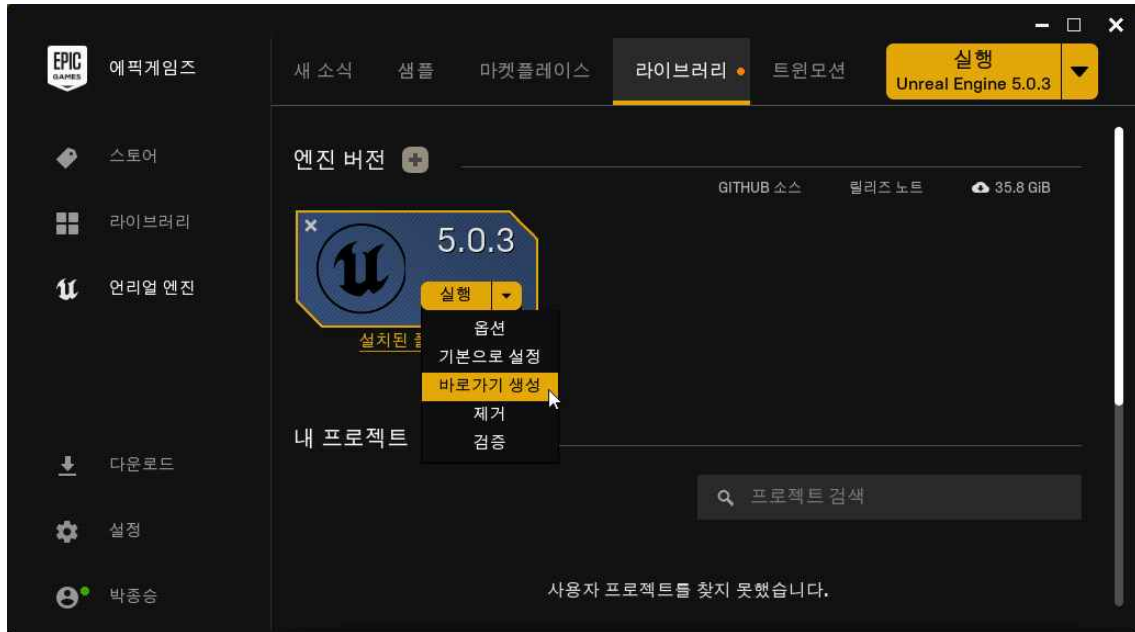 EPIC
GAMES
에픽게임즈
새 소식
샘플
마켓플레이스
라이브러리
트윈모션
실행
Unreal Engine 5.0.3
스토어
라이브러리
언리얼 엔진
다운로드
설정
박종승
엔진 버전
GITHUB 소스
릴리즈 노트
35.8 GiB
5.0.3
실행
설치된
옵션
기본으로 설정
바로가기 생성
제거
검증
내 프로젝트
프로젝트 검색
사용자 프로젝트를 찾지 못했습니다.